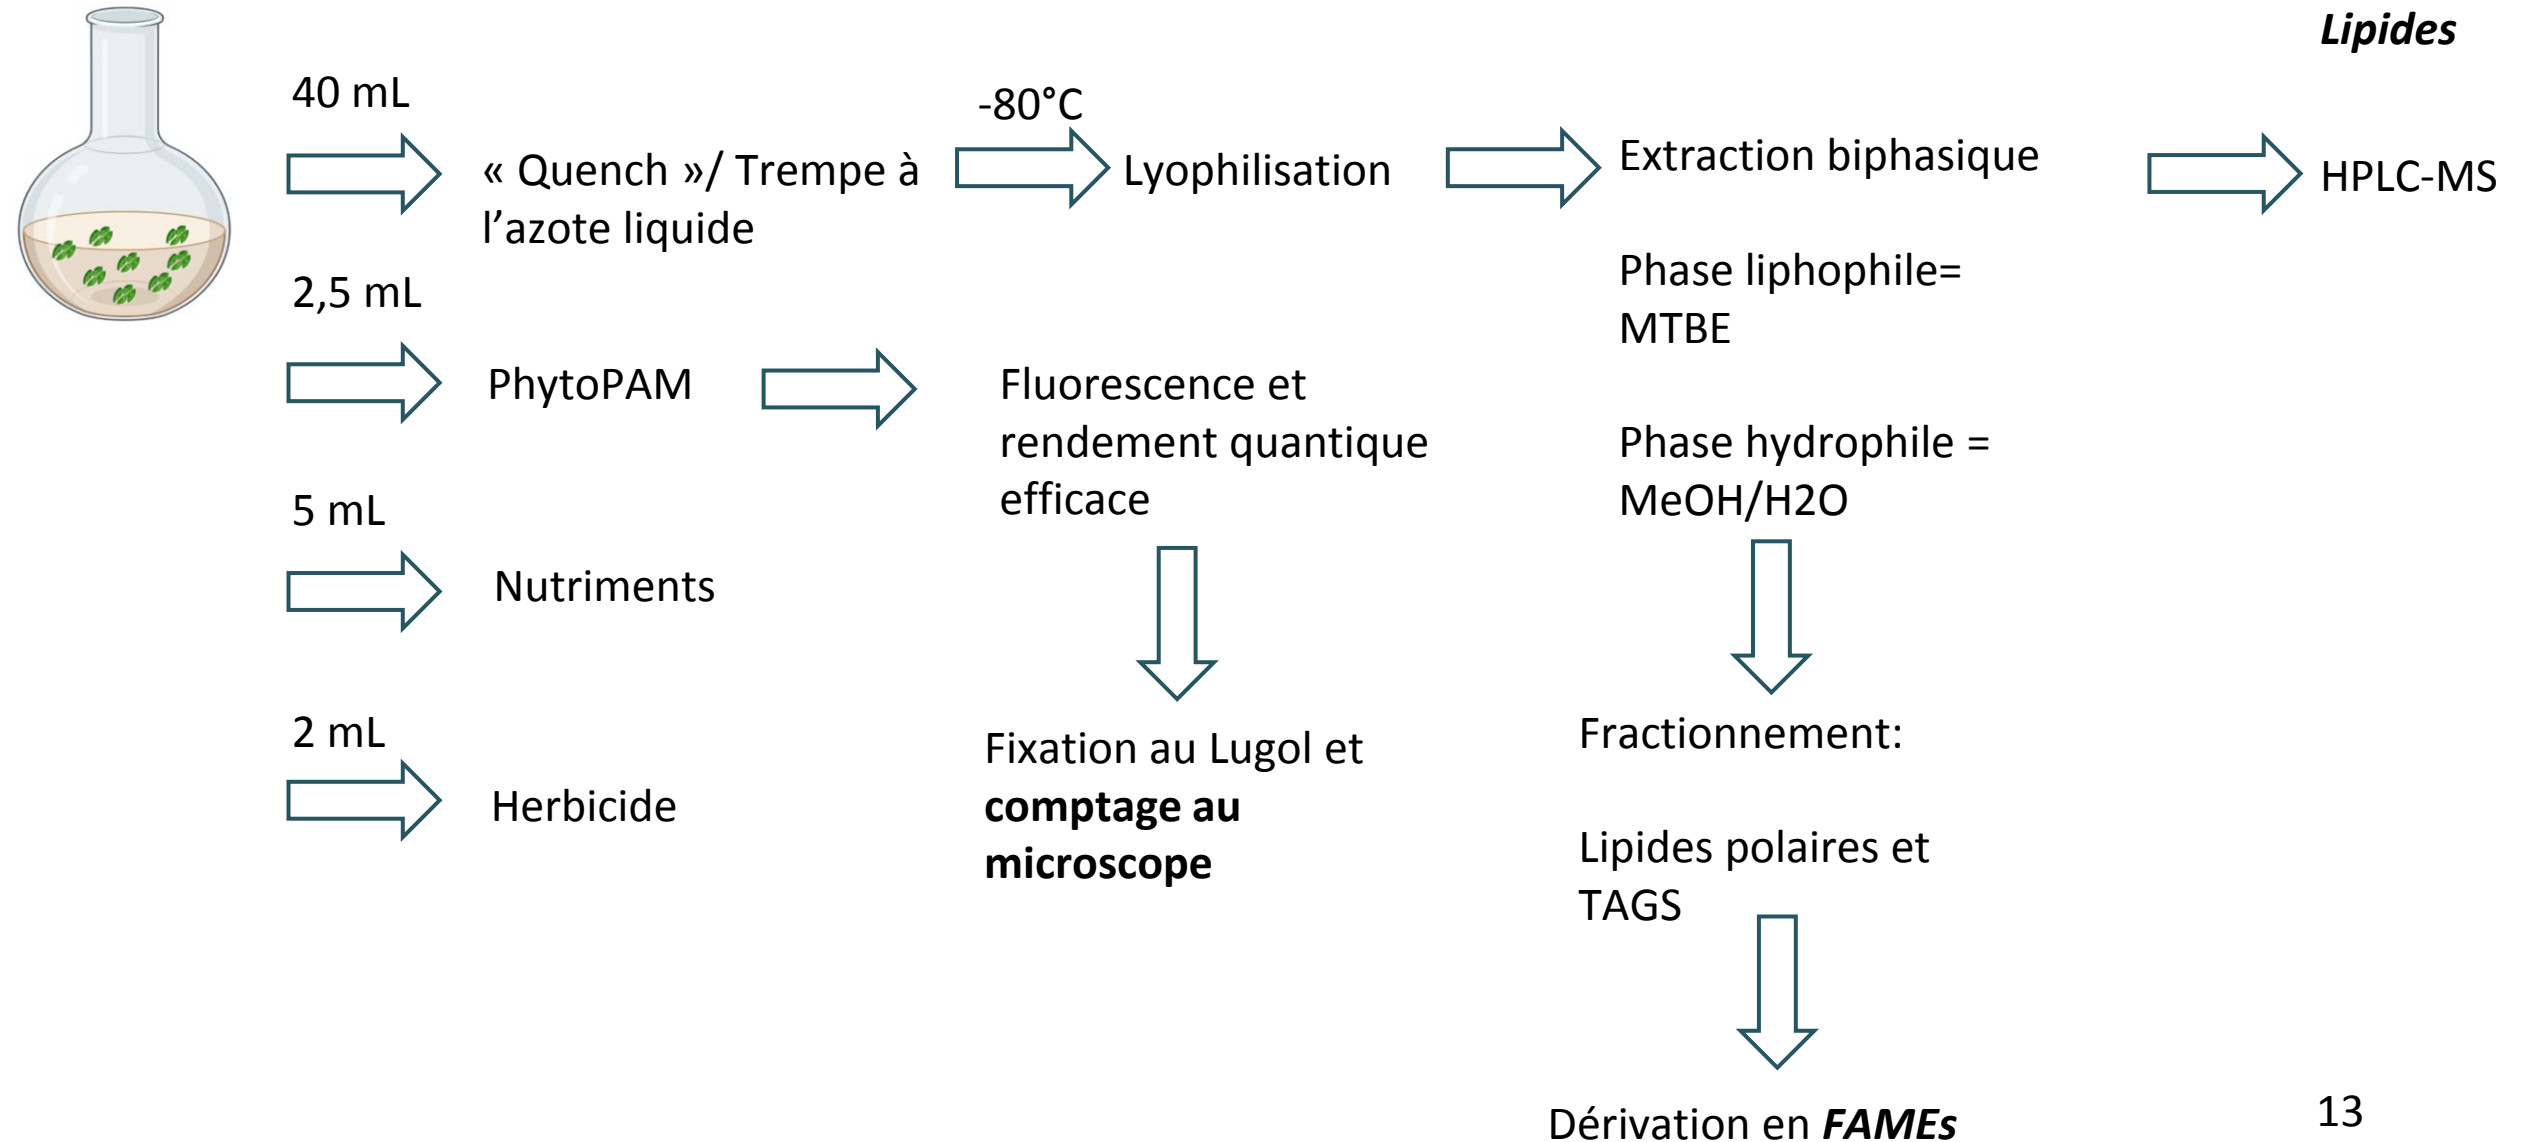 Lipides
40 mL
« Quench »/ Trempe à
l’azote liquide
-80°C
Lyophilisation
Extraction biphasique
Phase liphophile=
MTBE
Phase hydrophile =
MeOH/H2O
HPLC-MS
2,5 mL
PhytoPAM
Fluorescence et
rendement quantique
efficace
5 mL
Nutriments
2 mL
Herbicide
Fixation au Lugol et
comptage au
microscope
Fractionnement:
Lipides polaires et
TAGS
Dérivation en FAMEs
13